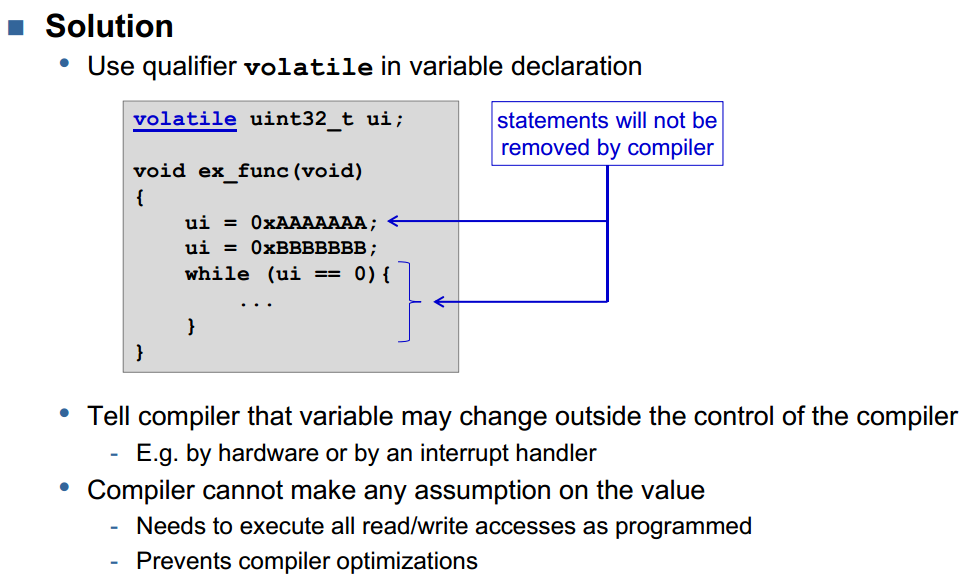 ■ Solution
• Use qualifier volatile in variable declaration
volatile uint32_t ui;
statements will not be
removed by compiler
void ex_func(void)
{
ui = 0xAAAAAAA;
ui = 0xBBBBBBB;
while (ui == 0){
...
}
}
• Tell compiler that variable may change outside the control of the compiler
- E.g. by hardware or by an interrupt handler
• Compiler cannot make any assumption on the value
- Needs to execute all read/write accesses as programmed
- Prevents compiler optimizations